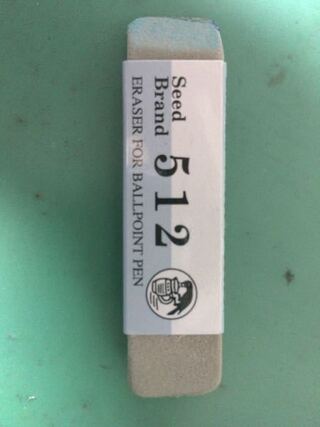 Seed
Brand
512
ERASER FOR BALLPOINT PEN